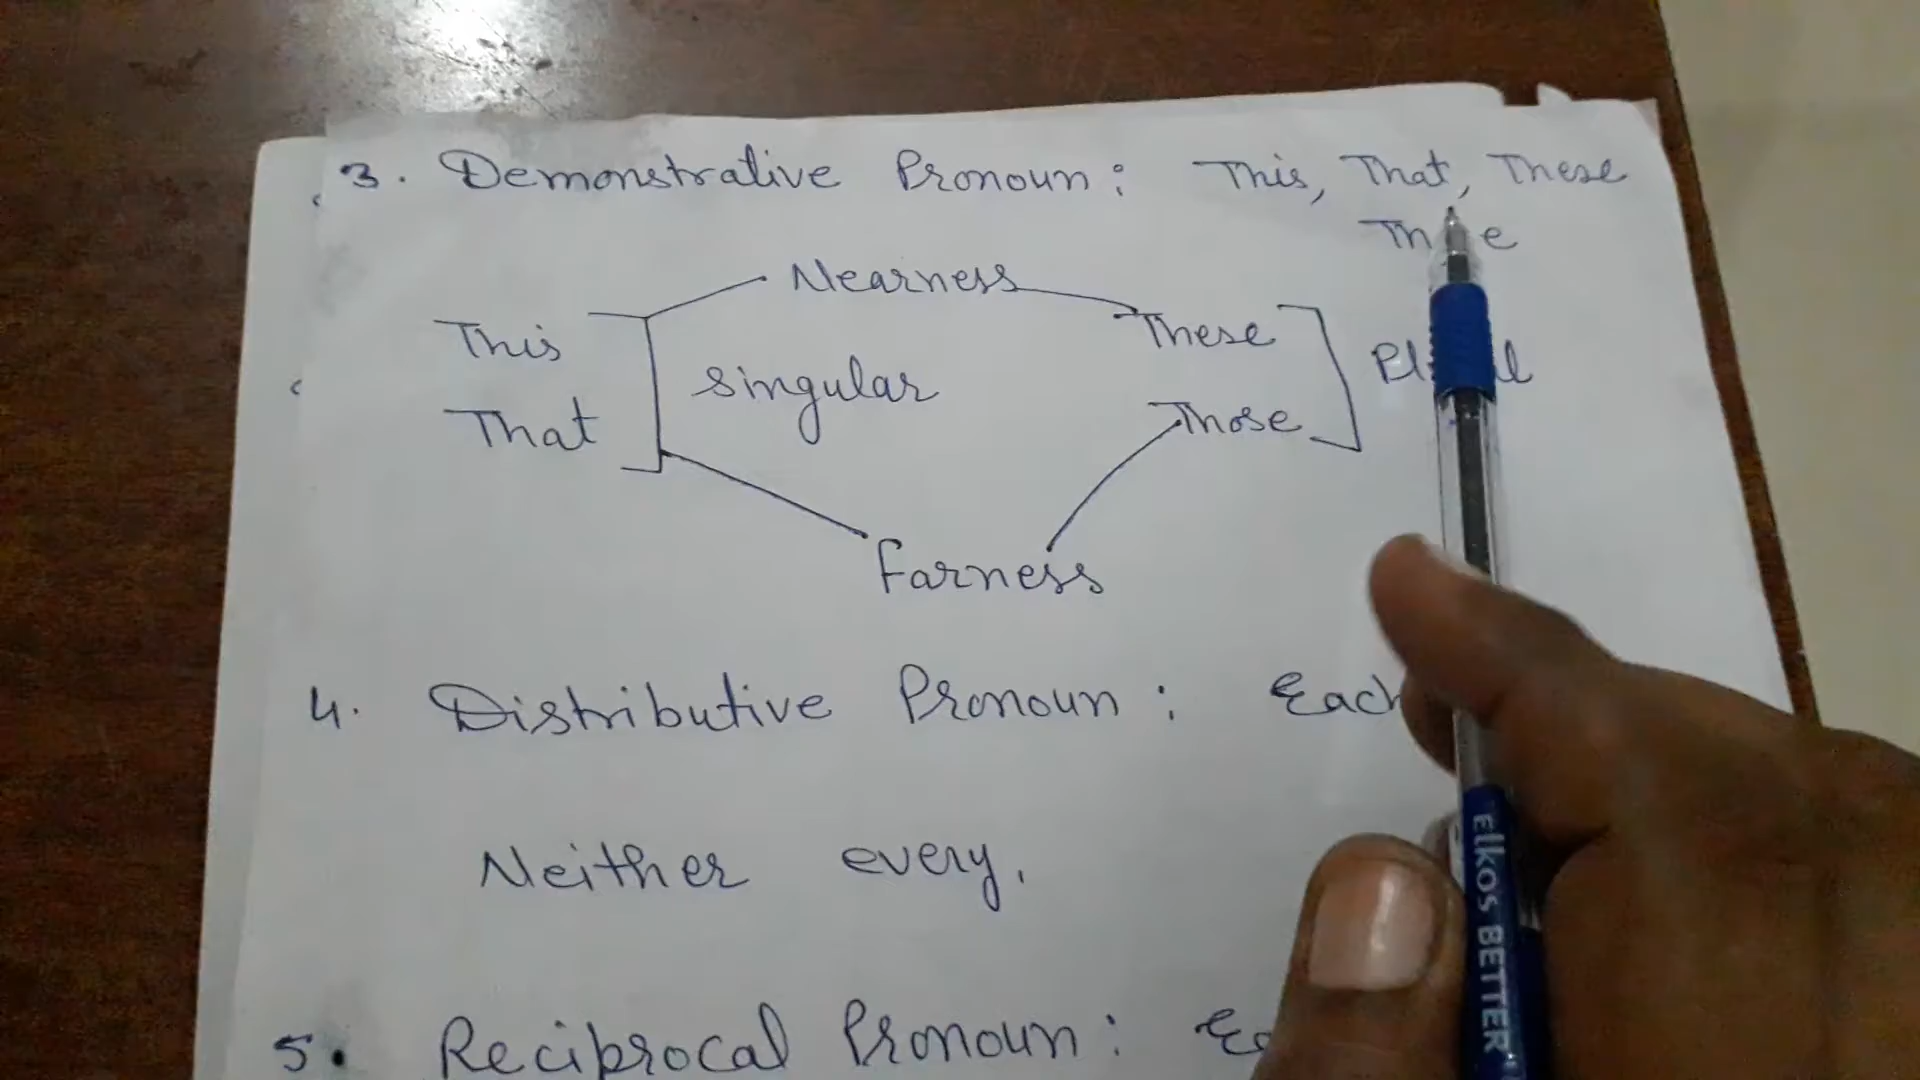 3. Demonstrative Pronoun: This, That, These
Nearness
This
These
singular
That
Those
Farness
4. Distributive Pronoun: Each
Neither every.
5. Reciprocal Pronoun:
elkos BETTER